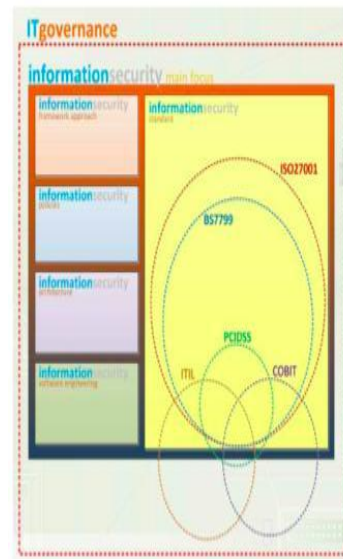 ITgovernance
informationsecurity main focus
informationsecurity
framework approach
informationsecurity
policies
informationsecurity
architecture
informationsecurity
software engineering
informationsecurity
standard
ISO27001
BS7799
PCIDSS
ITIL
COBIT